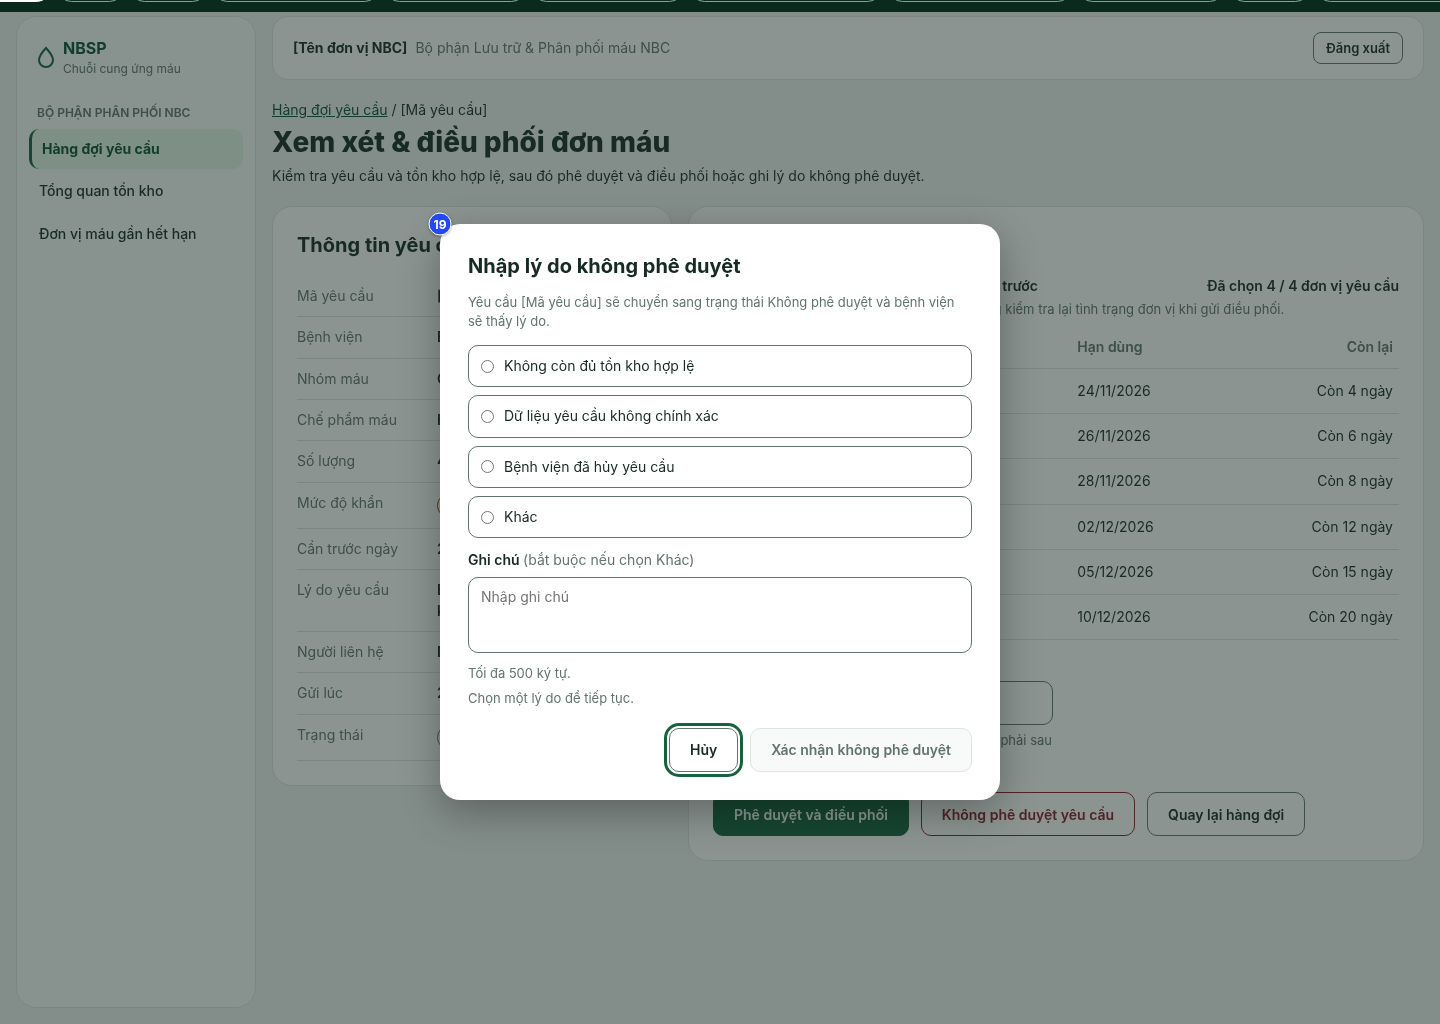 NBSP
Chuỗi cung ứng máu
BỘ PHẬN PHÂN PHỐI NBC
Hàng đợi yêu cầu
Tổng quan tồn kho
Đơn vị máu gần hết hạn
[Tên đơn vị NBC] Bộ phận Lưu trữ & Phân phối máu NBC
Đăng xuất
Hàng đợi yêu cầu / [Mã yêu cầu]
Xem xét & điều phối đơn máu
Kiểm tra yêu cầu và tồn kho hợp lệ, sau đó phê duyệt và điều phối hoặc ghi lý do không phê duyệt.
Thông tin yêu
Mã yêu cầu
Bệnh viện
Nhóm máu
Chế phẩm máu
Số lượng
Mức độ khẩn
Cần trước ngày
Lý do yêu cầu
Người liên hệ
Gửi lúc
Trạng thái
19
Nhập lý do không phê duyệt
Yêu cầu [Mã yêu cầu] sẽ chuyển sang trạng thái Không phê duyệt và bệnh viện
sẽ thấy lý do.
Không còn đủ tồn kho hợp lệ
Dữ liệu yêu cầu không chính xác
Bệnh viện đã hủy yêu cầu
Khác
Ghi chú (bắt buộc nếu chọn Khác)
Nhập ghi chú
Tối đa 500 ký tự.
Chọn một lý do để tiếp tục.
Hủy
Xác nhận không phê duyệt
trước
Đã chọn 4 / 4 đơn vị yêu cầu
kiểm tra lại tình trạng đơn vị khi gửi điều phối.
Hạn dùng Còn lại
24/11/2026 Còn 4 ngày
26/11/2026 Còn 6 ngày
28/11/2026 Còn 8 ngày
02/12/2026 Còn 12 ngày
05/12/2026 Còn 15 ngày
10/12/2026 Còn 20 ngày
phải sau
Phê duyệt và điều phối
Không phê duyệt yêu cầu
Quay lại hàng đợi